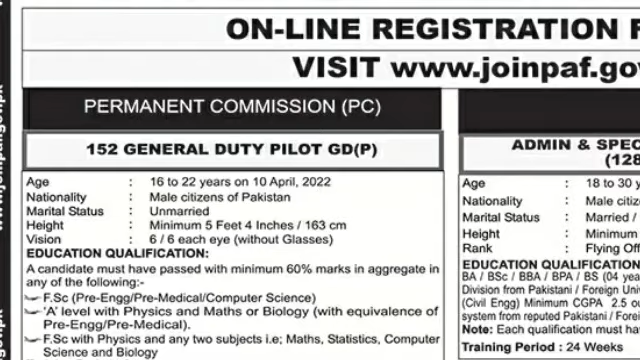 ON-LINE REGISTRATION
VISIT www.joinpaf.gov
PERMANENT COMMISSION (PC)
152 GENERAL DUTY PILOT GD(P)
Age : 16 to 22 years on 10 April, 2022
Nationality : Male citizens of Pakistan
Marital Status : Unmarried
Height : Minimum 5 Feet 4 Inches / 163 cm
Vision : 6 / 6 each eye (without Glasses)
EDUCATION QUALIFICATION:
A candidate must have passed with minimum 60% marks in aggregate in
any of the following:-
F.Sc (Pre-Engg/Pre-Medical/Computer Science)
'A' level with Physics and Maths or Biology (with equivalence of
Pre-Engg/Pre-Medical).
F.Sc with Physics and any two subjects i.e; Maths, Statistics, Computer
Science and Biology
ADMIN & SPEC
(128
Age : 18 to 30 y
Nationality : Male citiz
Marital Status : Married /
Height : Minimum
Rank : Flying Off
EDUCATION QUALIFICATION
BA / BSc / BBA / BPA / BS (04 yea
Division from Pakistani / Foreign Uni
(Civil Engg) Minimum CGPA 2.5 o
system from reputed Pakistani / Forei
Note: Each qualification must ha
Training Period : 24 Weeks